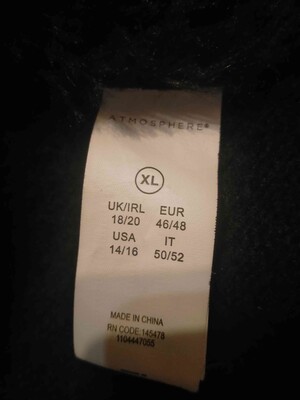 ATMOSPHERE®
XL
UK/IRL EUR
18/20 46/48
USA IT
14/16 50/52
MADE IN CHINA
RN CODE: 145478
1104447055